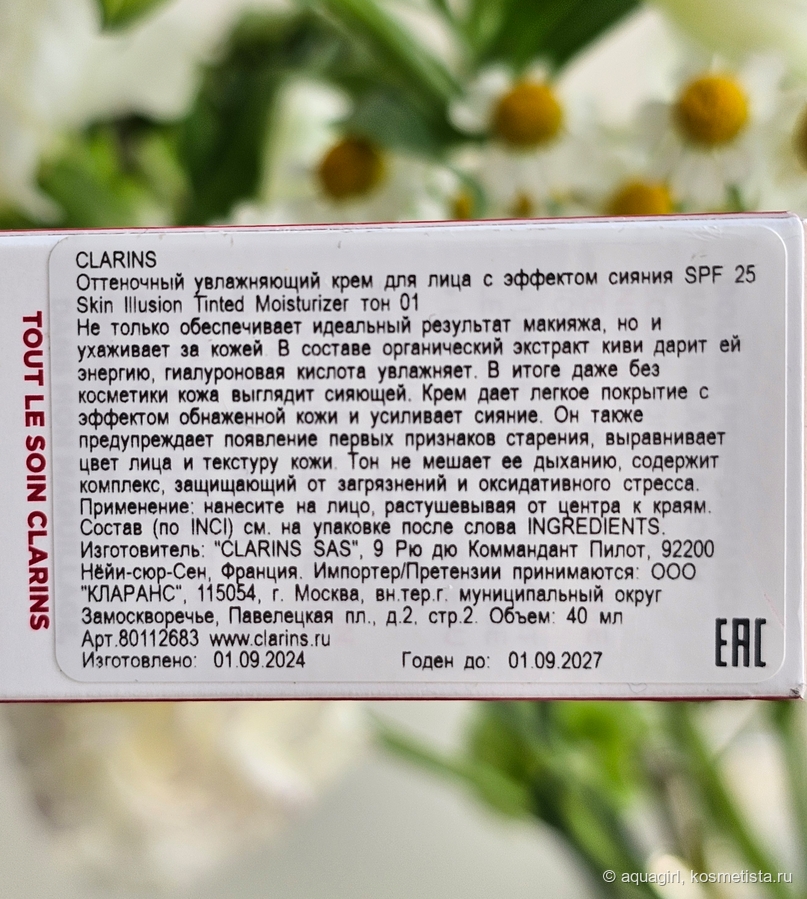 CLARINS
Оттеночный увлажняющий крем для лица с эффектом сияния SPF 25
Skin Illusion Tinted Moisturizer тон 01
Не только обеспечивает идеальный результат макияжа, но и
ухаживает за кожей. В составе органический экстракт киви дарит ей
энергию, гиалуроновая кислота увлажняет. В итоге даже без
косметики кожа выглядит сияющей. Крем дает легкое покрытие с
эффектом обнаженной кожи и усиливает сияние. Он также
предупреждает появление первых признаков старения, выравнивает
цвет лица и текстуру кожи. Тон не мешает ее дыханию, содержит
комплекс, защищающий от загрязнений и оксидативного стресса.
Применение: нанесите на лицо, растушевывая от центра к краям.
Состав (по INCI) см. на упаковке после слова INGREDIENTS.
Изготовитель: "CLARINS SAS", 9 Рю дю Коммандант Пилот, 92200
Нёйи-сюр-Сен, Франция. Импортер/Претензии принимаются: ООО
"КЛАРАНС", 115054, г. Москва, вн.тер.г. муниципальный округ
Замоскворечье, Павелецкая пл., д.2, стр.2. Объем: 40 мл
Арт.80112683 www.clarins.ru
Изготовлено: 01.09.2024 Годен до: 01.09.2027
EAC
TOUT LE SOIN CLARINS
© aquagirl, kosmetista.ru